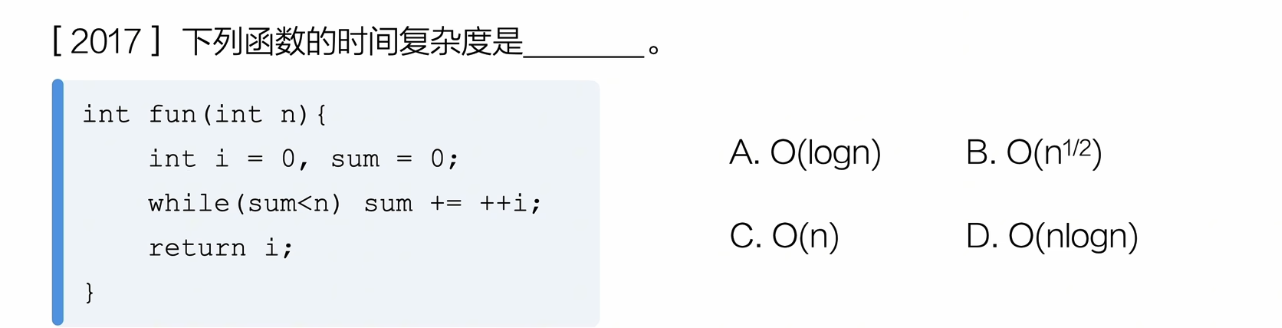 [ 2017 ] 下列函数的时间复杂度是________。
int fun(int n){
    int i = 0, sum = 0;
    while(sum<n) sum += ++i;
    return i;
}
A. O(logn) B. O(n^1/2)
C. O(n) D. O(nlogn)